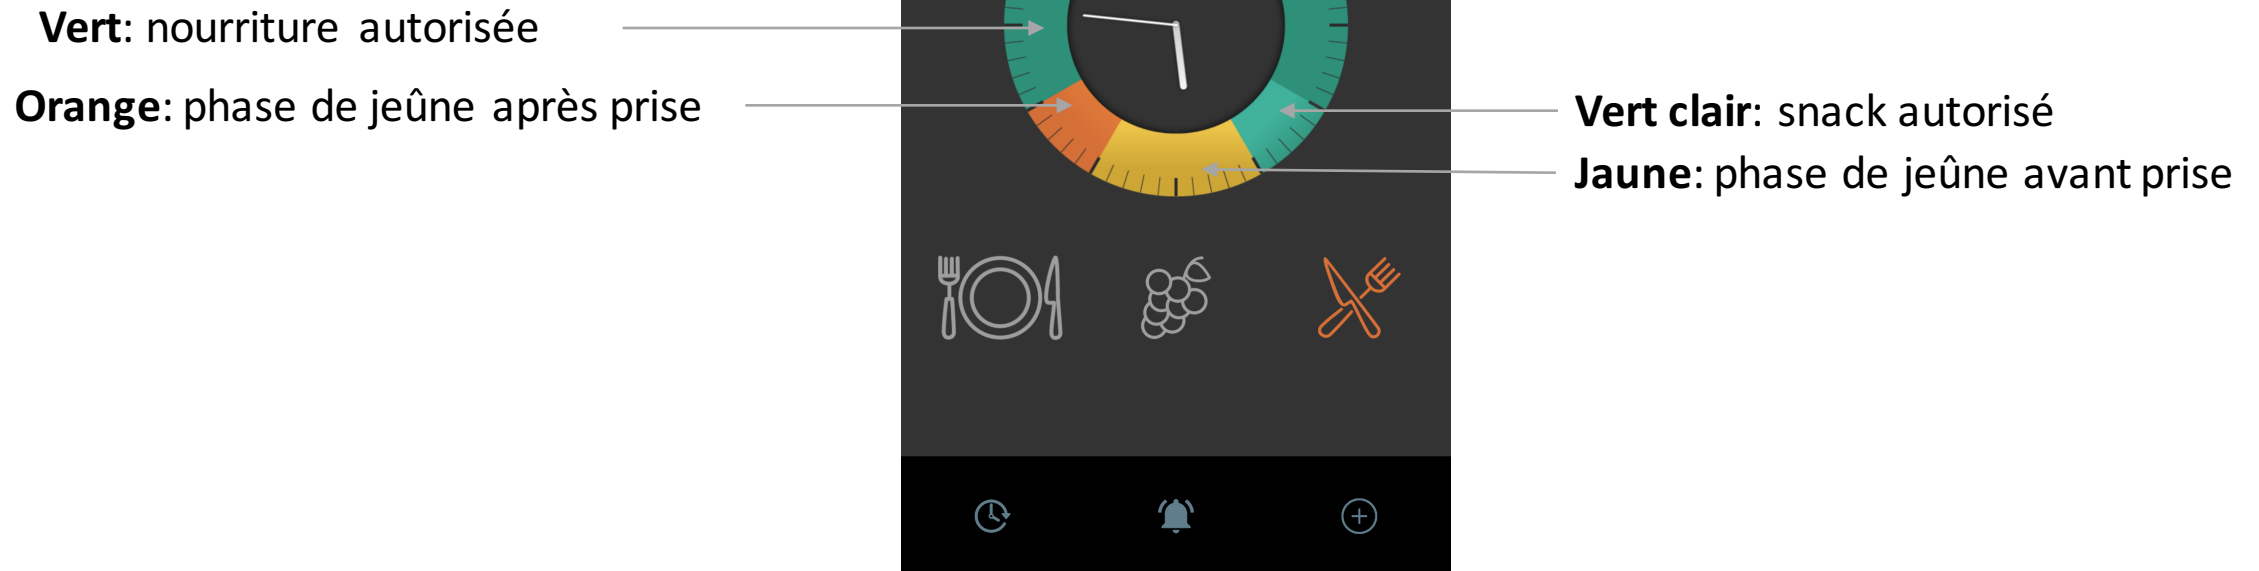 Vert: nourriture autorisée
Orange: phase de jeûne après prise
Vert clair: snack autorisé
Jaune: phase de jeûne avant prise